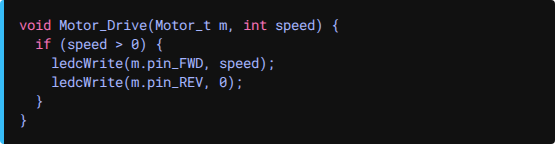 void Motor_Drive(Motor_t m, int speed) {
  if (speed > 0) {
    ledcWrite(m.pin_FWD, speed);
    ledcWrite(m.pin_REV, 0);
  }
}